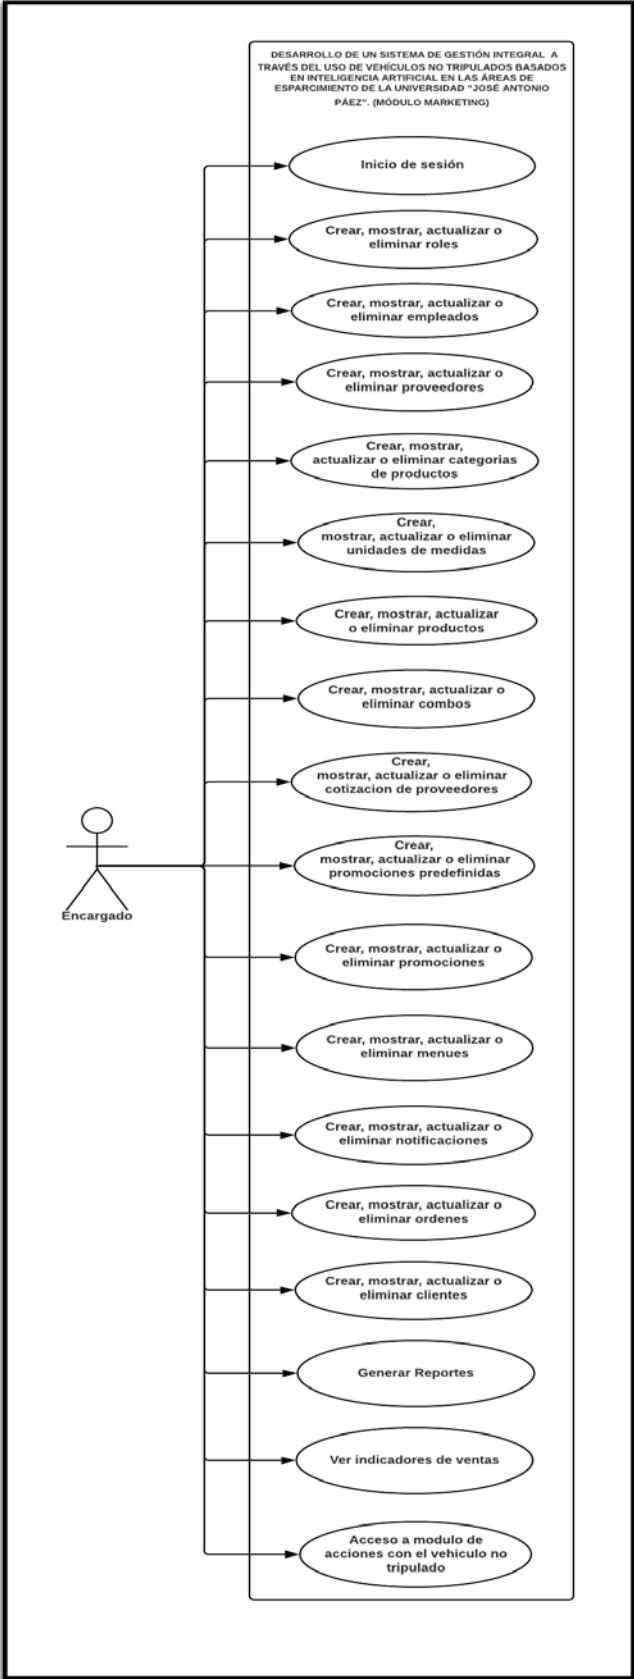 DESARROLLO DE UN SISTEMA DE GESTIÓN INTEGRAL A
TRAVÉS DEL USO DE VEHÍCULOS NO TRIPULADOS BASADOS
EN INTELIGENCIA ARTIFICIAL EN LAS ÁREAS DE
ESPARCIMIENTO DE LA UNIVERSIDAD "JOSÉ ANTONIO
PÁEZ". (MÓDULO MARKETING)
Inicio de sesión
Crear, mostrar, actualizar o
eliminar roles
Crear, mostrar, actualizar o
eliminar empleados
Crear, mostrar, actualizar o
eliminar proveedores
Crear, mostrar,
actualizar o eliminar categorias
de productos
Crear,
mostrar, actualizar o eliminar
unidades de medidas
Crear, mostrar, actualizar
o eliminar productos
Crear, mostrar, actualizar o
eliminar combos
Crear,
mostrar, actualizar o eliminar
cotizacion de proveedores
Crear,
mostrar, actualizar o eliminar
promociones predefinidas
Encargado
Crear, mostrar, actualizar o
eliminar promociones
Crear, mostrar, actualizar o
eliminar menues
Crear, mostrar, actualizar o
eliminar notificaciones
Crear, mostrar, actualizar o
eliminar ordenes
Crear, mostrar, actualizar o
eliminar clientes
Generar Reportes
Ver indicadores de ventas
Acceso a modulo de
acciones con el vehiculo no
tripulado